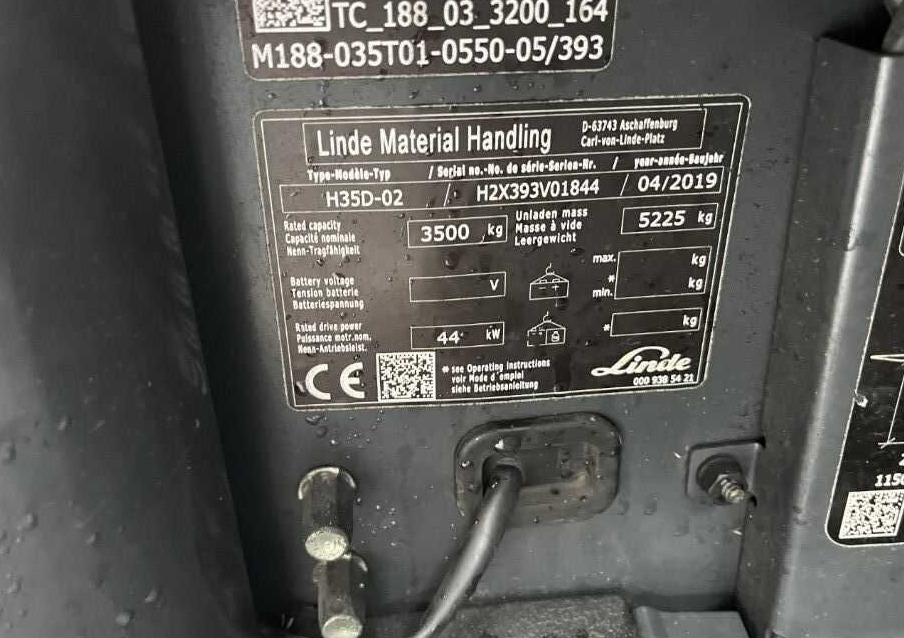 TC_188_03_3200_164
M188-035T01-0550-05/393
Linde Material Handling
D-63743 Aschaffenburg
Carl-von-Linde-Platz
Type-Modèle-Typ / Serial no.-No. de série-Serien-Nr. / year-année-Baujahr
H35D-02 / H2X393V01844 / 04/2019
Rated capacity
Capacité nominale
Nenn-Tragfähigkeit
3500 kg
Unladen mass
Masse à vide
Leergewicht
5225 kg
Battery voltage
Tension batterie
Batteriespannung
V
max. kg
*
min. kg
Rated drive power
Puissance motr.nom.
Nenn-Antriebsleist.
44 kW
* kg
CE
* see Operating instructions
voir Mode d'emploi
siehe Betriebsanleitung
Linde
000 938 54 21